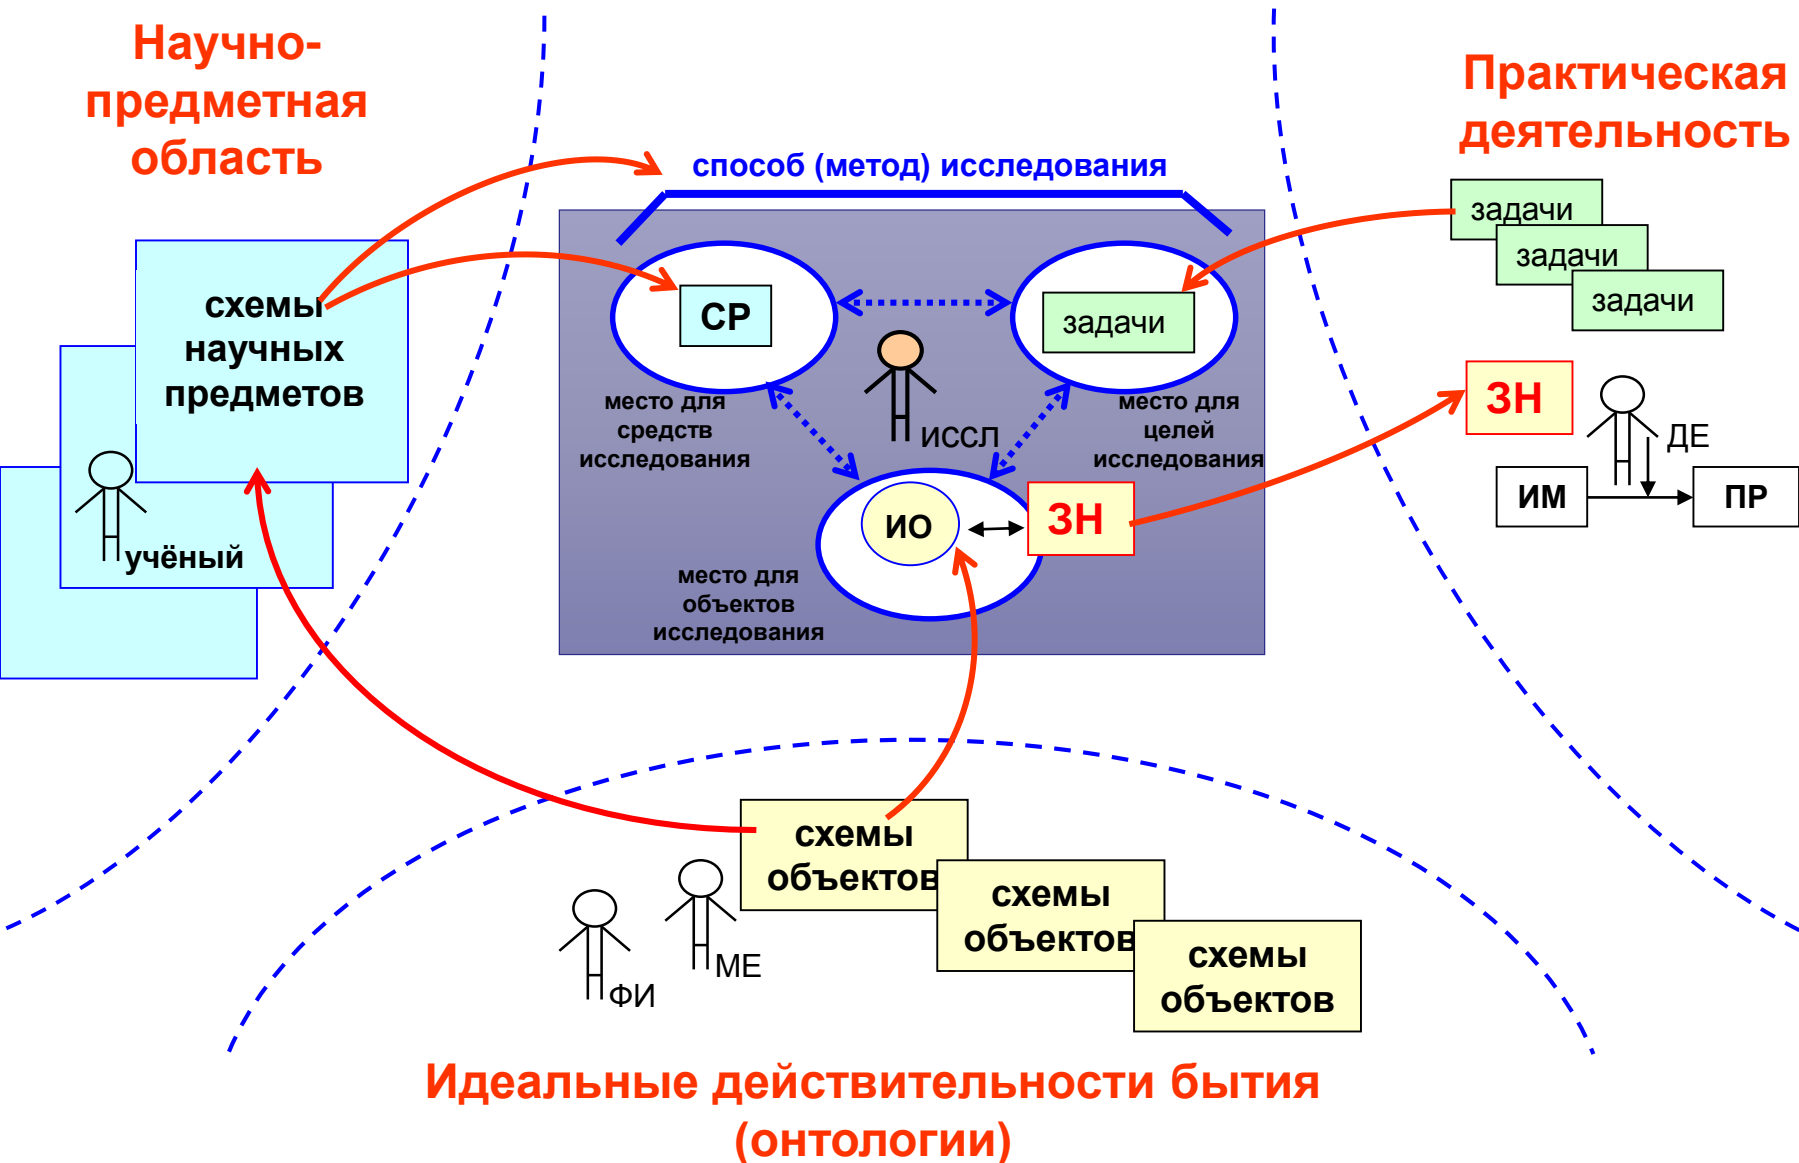 Научно-
предметная
область
Практическая
деятельность
способ (метод) исследования
схемы
научных
предметов
учёный
СР
задачи
место для
средств
исследования
ИССЛ
место для
целей
исследования
ИО
ЗН
место для
объектов
исследования
задачи
задачи
задачи
ЗН
ДЕ
ИМ
ПР
схемы
объектов
схемы
объектов
схемы
объектов
МЕ
ФИ
Идеальные действительности бытия
(онтологии)